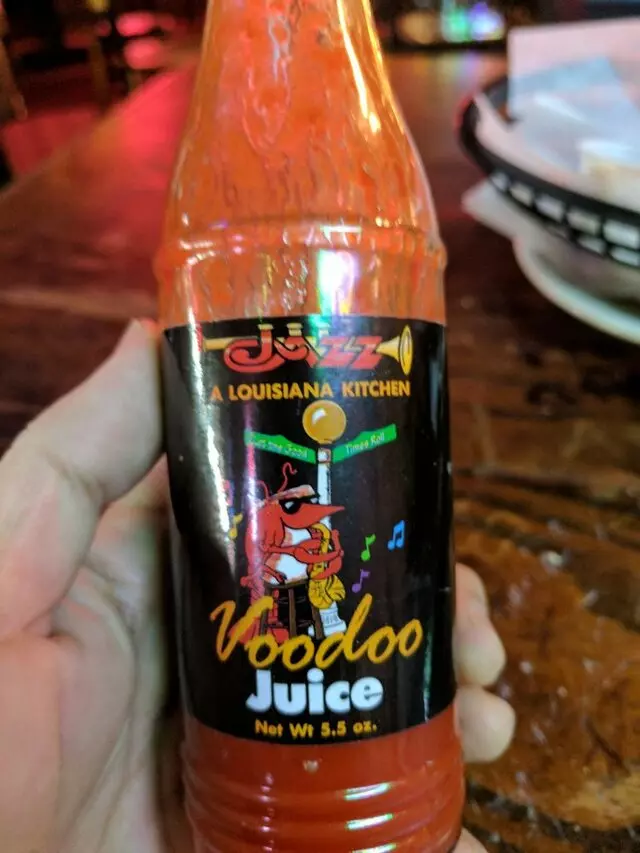 Jazz
A LOUISIANA KITCHEN
Let the Good
Times Roll
Voodoo
Juice
Net Wt 5.5 oz.